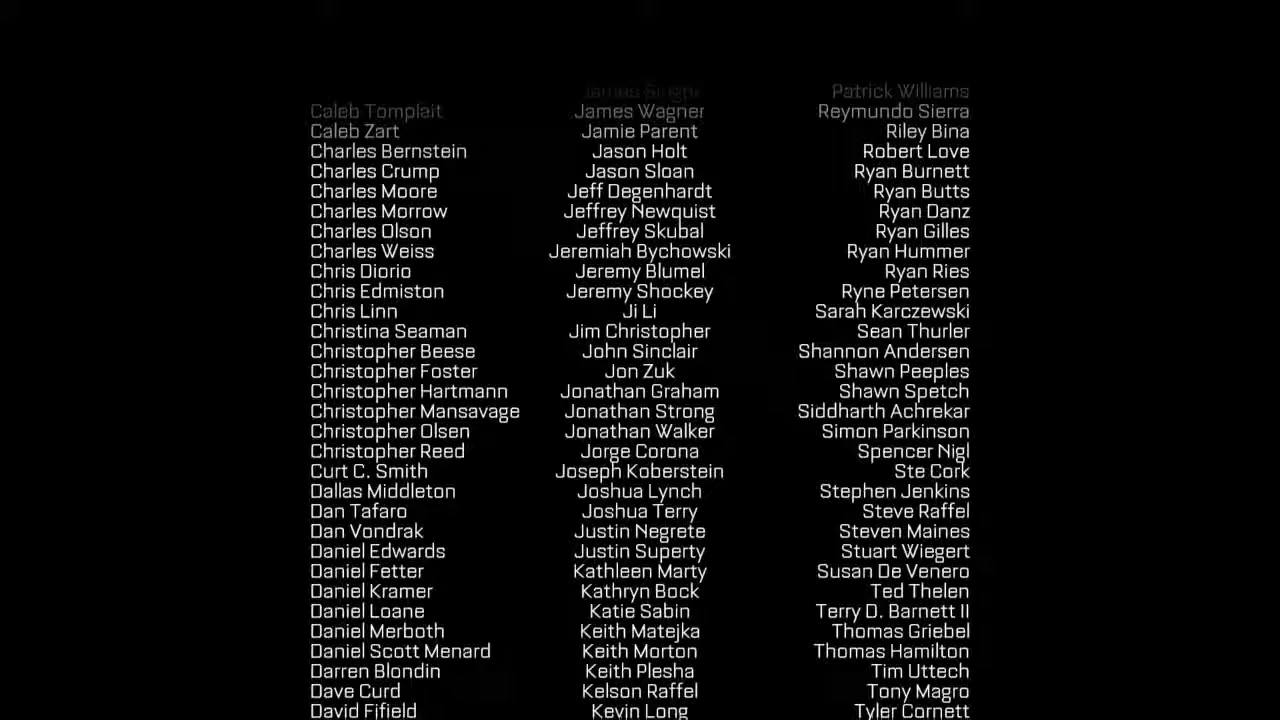 Patrick Williams
Caleb Tomplait James Wagner Reymundo Sierra
Caleb Zart Jamie Parent Riley Bina
Charles Bernstein Jason Holt Robert Love
Charles Crump Jason Sloan Ryan Burnett
Charles Moore Jeff Degenhardt Ryan Butts
Charles Morrow Jeffrey Newquist Ryan Danz
Charles Olson Jeffrey Skubal Ryan Gilles
Charles Weiss Jeremiah Bychowski Ryan Hummer
Chris Diorio Jeremy Blumel Ryan Ries
Chris Edmiston Jeremy Shockey Ryne Petersen
Chris Linn Ji Li Sarah Karczewski
Christina Seaman Jim Christopher Sean Thurler
Christopher Beese John Sinclair Shannon Andersen
Christopher Foster Jon Zuk Shawn Peeples
Christopher Hartmann Jonathan Graham Shawn Spetch
Christopher Mansavage Jonathan Strong Siddharth Achrekar
Christopher Olsen Jonathan Walker Simon Parkinson
Christopher Reed Jorge Corona Spencer Nigl
Curt C. Smith Joseph Koberstein Ste Cork
Dallas Middleton Joshua Lynch Stephen Jenkins
Dan Tafaro Joshua Terry Steve Raffel
Dan Vondrak Justin Negrete Steven Maines
Daniel Edwards Justin Superty Stuart Wiegert
Daniel Fetter Kathleen Marty Susan De Venero
Daniel Kramer Kathryn Bock Ted Thelen
Daniel Loane Katie Sabin Terry D. Barnett II
Daniel Merboth Keith Matejka Thomas Griebel
Daniel Scott Menard Keith Morton Thomas Hamilton
Darren Blondin Keith Plesha Tim Uttech
Dave Curd Kelson Raffel Tony Magro
David Fifield Kevin Long Tyler Cornett